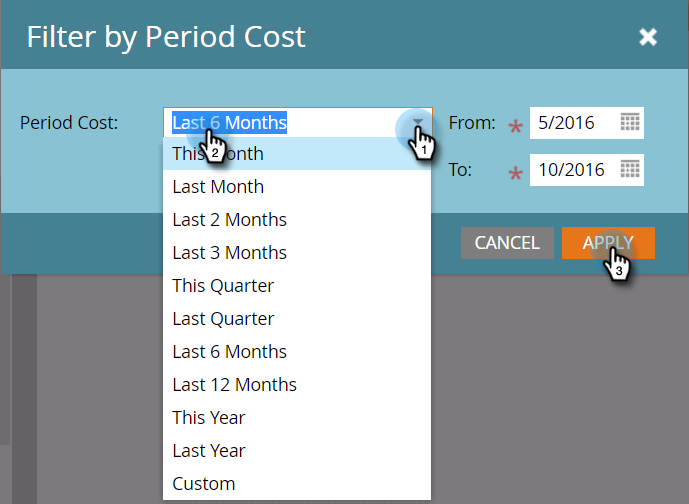 Filter by Period Cost
Period Cost: Last 6 Months From: * 5/2016
1
2
This Month
To: * 10/2016
Last Month
Last 2 Months
CANCEL APPLY
Last 3 Months
3
This Quarter
Last Quarter
Last 6 Months
Last 12 Months
This Year
Last Year
Custom